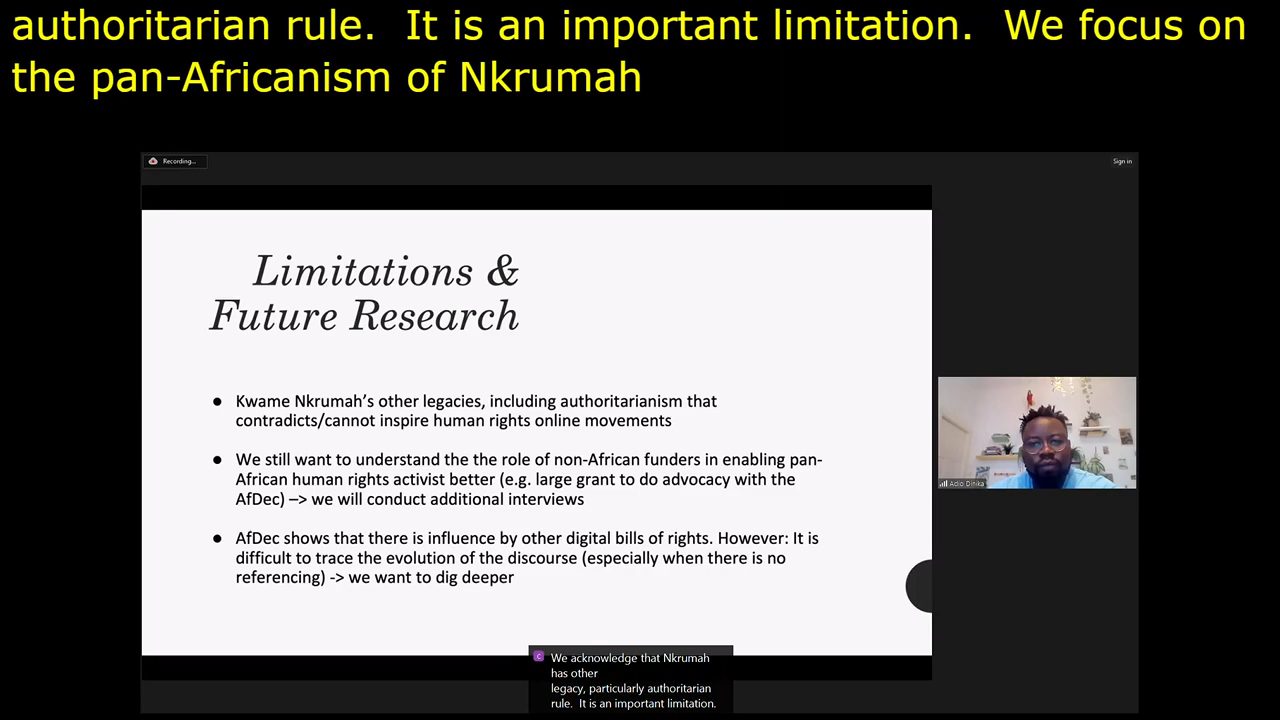 authoritarian rule.  It is an important limitation.  We focus on
the pan-Africanism of Nkrumah
Recording...
Sign in
Limitations &
Future Research
● Kwame Nkrumah’s other legacies, including authoritarianism that
contradicts/cannot inspire human rights online movements
● We still want to understand the the role of non-African funders in enabling pan-
African human rights activist better (e.g. large grant to do advocacy with the
AfDec) –> we will conduct additional interviews
● AfDec shows that there is influence by other digital bills of rights. However: It is
difficult to trace the evolution of the discourse (especially when there is no
referencing) -> we want to dig deeper
Adio Dinika
C We acknowledge that Nkrumah
has other
legacy, particularly authoritarian
rule.  It is an important limitation.